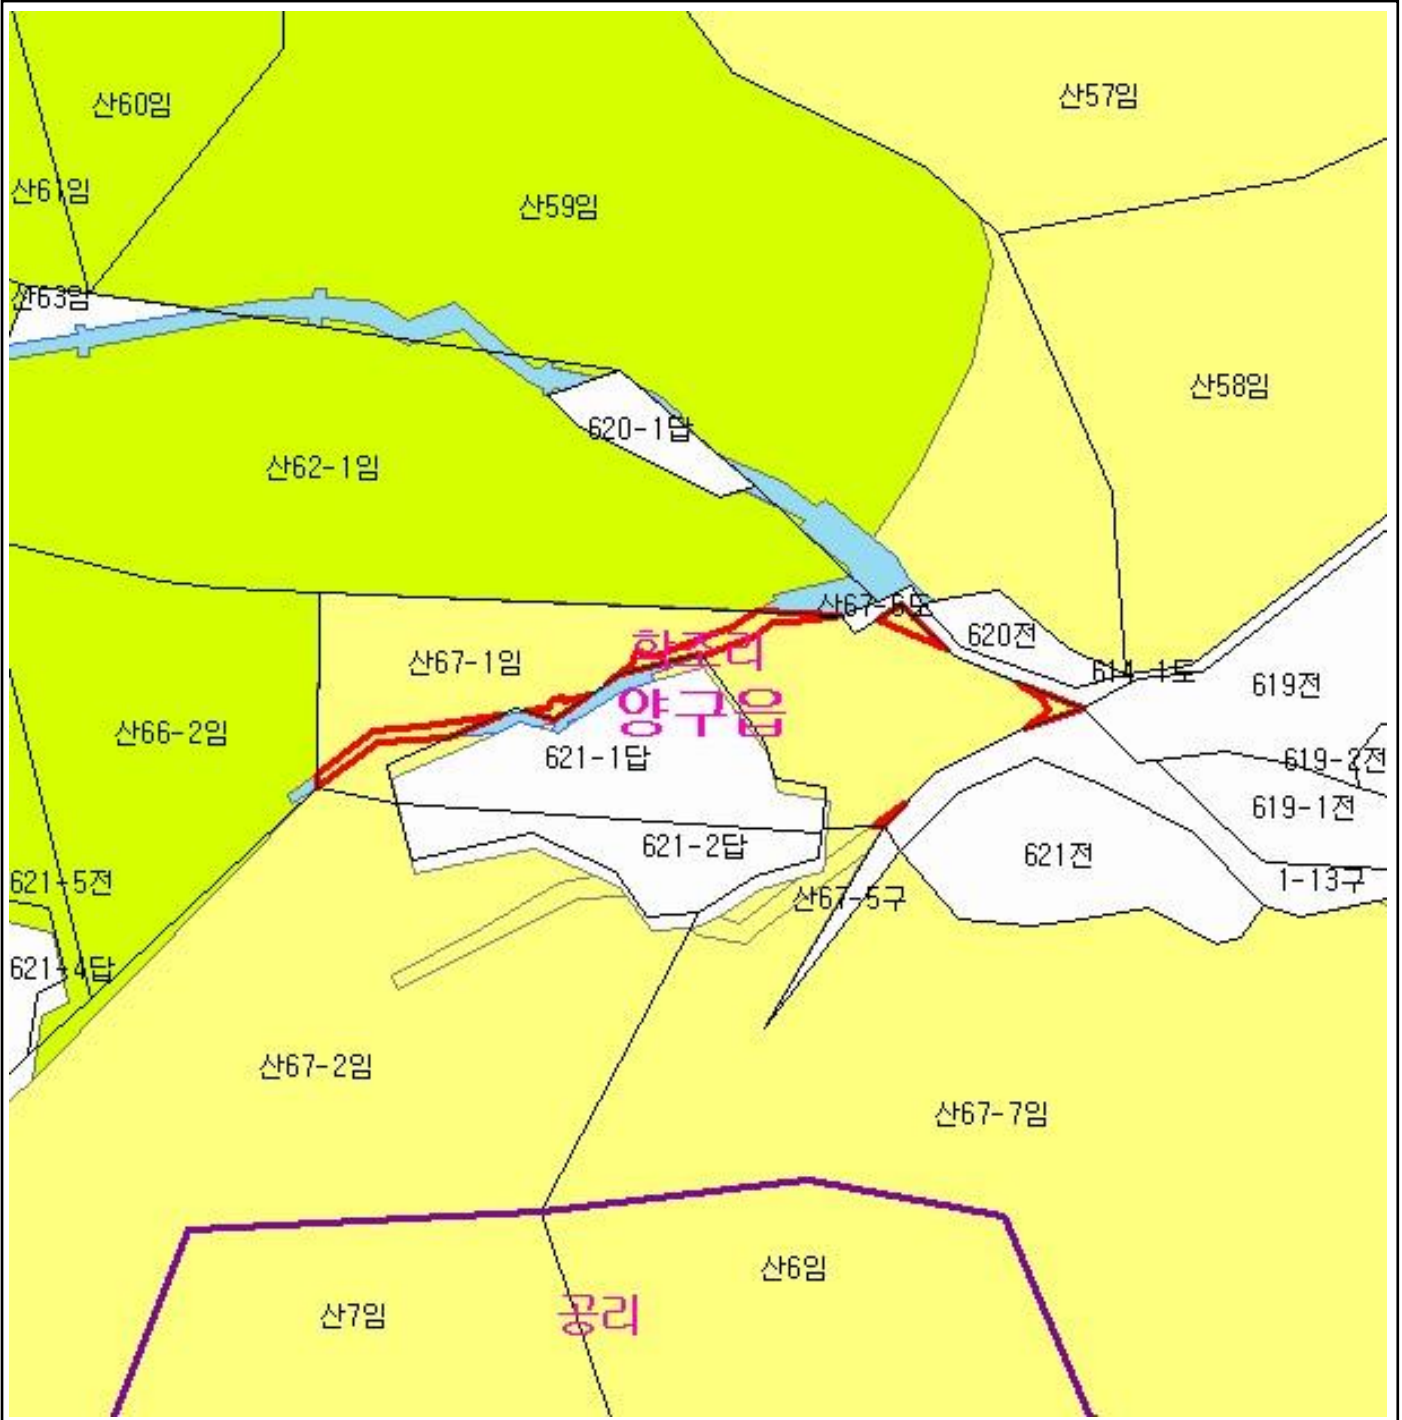 산60임
산57임
산61임
산59임
산63임
산58임
620-1답
산62-1임
산67-6도
620전
산67-1임
614-1도
619전
양구읍
산66-2임
621-1답
619-2전
619-1전
621-2답
621전
621-5전
1-13구
산67-5구
621-4답
산67-2임
산67-7임
산6임
산7임
공리